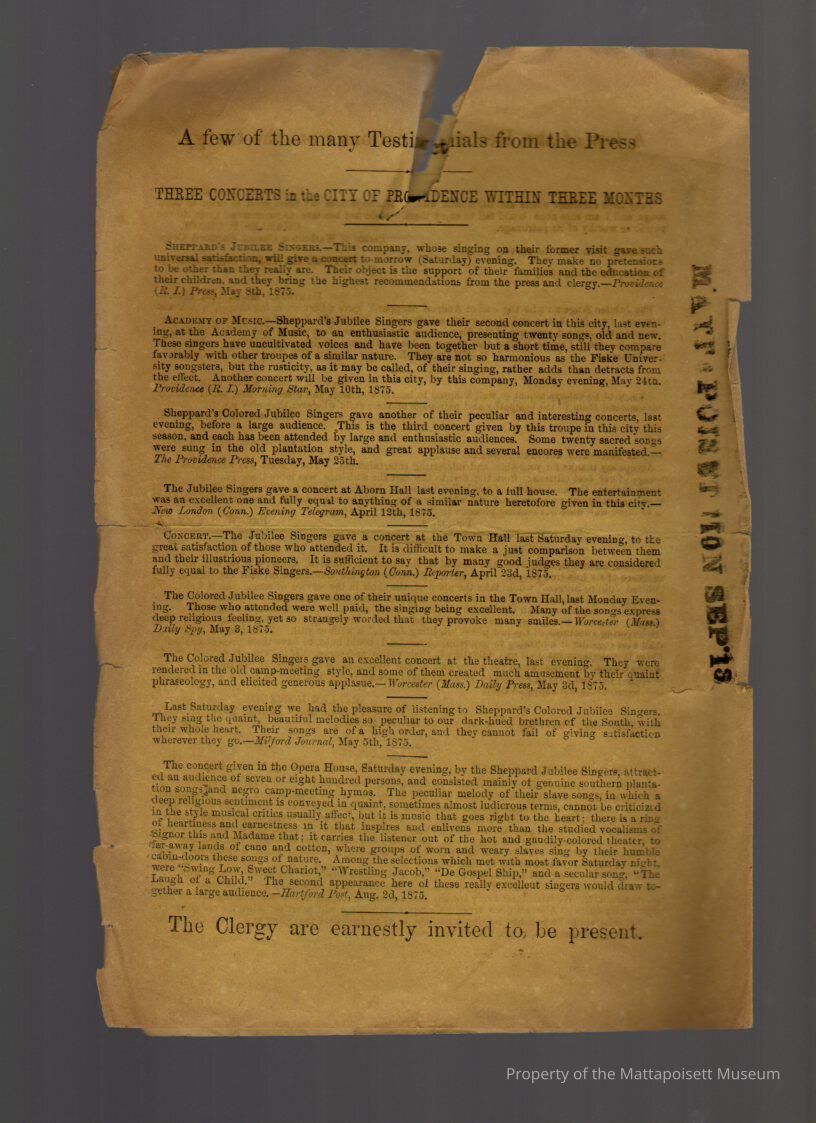 A few of the many Testimonials from the Press
THREE CONCERTS in the CITY OF PROVIDENCE WITHIN THREE MONTHS
SHEPPARD'S JUBILEE SINGERS.—This company, whose singing on their former visit gave such
universal satisfaction, will give a concert to-morrow (Saturday) evening. They make no pretensions
to be other than they really are. Their object is the support of their families and the education of
their children, and they bring the highest recommendations from the press and clergy.—Providence
(R. I.) Press, May 8th, 1875.
ACADEMY OF MUSIC.—Sheppard's Jubilee Singers gave their second concert in this city, last even-
ing, at the Academy of Music, to an enthusiastic audience, presenting twenty songs, old and new.
These singers have uncultivated voices and have been together but a short time, still they compare
favorably with other troupes of a similar nature. They are not so harmonious as the Fiske Univer-
sity songsters, but the rusticity, as it may be called, of their singing, rather adds than detracts from
the effect. Another concert will be given in this city, by this company, Monday evening, May 24th.
Providence (R. I.) Morning Star, May 10th, 1875.
Sheppard's Colored Jubilee Singers gave another of their peculiar and interesting concerts, last
evening, before a large audience. This is the third concert given by this troupe in this city this
season, and each has been attended by large and enthusiastic audiences. Some twenty sacred songs
were sung in the old plantation style, and great applause and several encores were manifested.—
The Providence Press, Tuesday, May 25th.
The Jubilee Singers gave a concert at Aborn Hall last evening, to a full house. The entertainment
was an excellent one and fully equal to anything of a similar nature heretofore given in this city.—
New London (Conn.) Evening Telegram, April 12th, 1875.
CONCERT.—The Jubilee Singers gave a concert at the Town Hall last Saturday evening, to the
great satisfaction of those who attended it. It is difficult to make a just comparison between them
and their illustrious pioneers. It is sufficient to say that by many good judges they are considered
fully equal to the Fiske Singers.—Southington (Conn.) Reporter, April 23d, 1875.
The Colored Jubilee Singers gave one of their unique concerts in the Town Hall, last Monday Even-
ing. Those who attended were well paid, the singing being excellent. Many of the songs express
deep religious feeling, yet so strangely worded that they provoke many smiles.—Worcester (Mass.)
Daily Spy, May 3, 1875.
The Colored Jubilee Singers gave an excellent concert at the theatre, last evening. They were
rendered in the old camp-meeting style, and some of them created much amusement by their quaint
phraseology, and elicited generous applause.—Worcester (Mass.) Daily Press, May 3d, 1875.
Last Saturday evening we had the pleasure of listening to Sheppard's Colored Jubilee Singers.
They sing the quaint, beautiful melodies so peculiar to our dark-hued brethren of the South, with
their whole heart. Their songs are of a high order, and they cannot fail of giving satisfaction
wherever they go.—Milford Journal, May 5th, 1875.
The concert given in the Opera House, Saturday evening, by the Sheppard Jubilee Singers, attract-
ed an audience of seven or eight hundred persons, and consisted mainly of genuine southern planta-
tion songs and negro camp-meeting hymns. The peculiar melody of their slave songs, in which a
deep religious sentiment is conveyed in quaint, sometimes almost ludicrous terms, cannot be criticized
in the style musical critics usually affect, but it is music that goes right to the heart; there is a ring
of heartiness and earnestness in it that inspires and enlivens more than the studied vocalisms of
Signor this and Madame that; it carries the listener out of the hot and gaudily-colored theater, to
far-away lands of cane and cotton, where groups of worn and weary slaves sing by their humble
cabin-doors these songs of nature. Among the selections which met with most favor Saturday night,
were "Swing Low, Sweet Chariot," "Wrestling Jacob," "De Gospel Ship," and a secular song, "The
Laugh of a Child." The second appearance here of these really excellent singers would draw to-
gether a large audience.—Hartford Post, Aug. 2d, 1875.
The Clergy are earnestly invited to be present.
SEP 18
Property of the Mattapoisett Museum